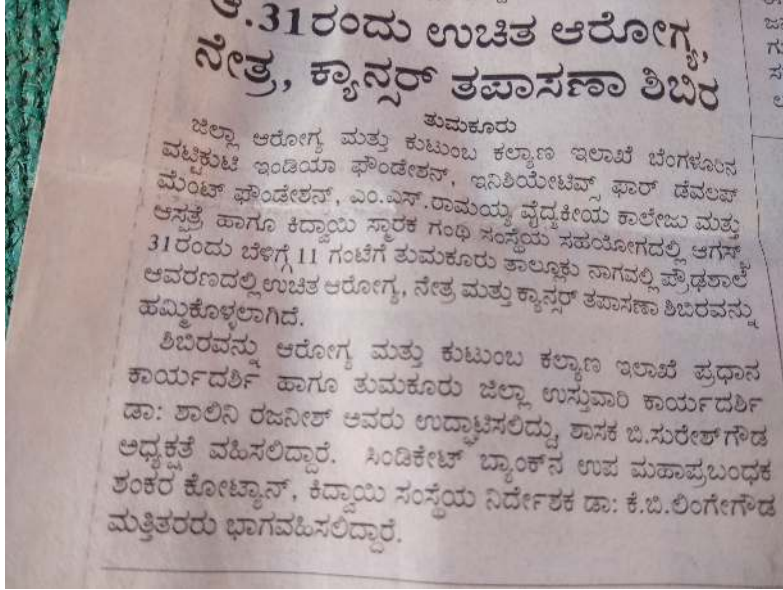 ಆ.31ರಂದು ಉಚಿತ ಆರೋಗ್ಯ,
ನೇತ್ರ, ಕ್ಯಾನ್ಸರ್ ತಪಾಸಣಾ ಶಿಬಿರ
ತುಮಕೂರು
ಜಿಲ್ಲಾ ಆರೋಗ್ಯ ಮತ್ತು ಕುಟುಂಬ ಕಲ್ಯಾಣ ಇಲಾಖೆ ಬೆಂಗಳೂರಿನ
ವಟ್ಟಿಕುಟಿ ಇಂಡಿಯಾ ಫೌಂಡೇಶನ್, ಇನಿಶಿಯೇಟಿವ್ಸ್ ಫಾರ್ ಡೆವಲಪ್
ಮೆಂಟ್ ಫೌಂಡೇಶನ್, ಎಂ.ಎಸ್.ರಾಮಯ್ಯ ವೈದ್ಯಕೀಯ ಕಾಲೇಜು ಮತ್ತು
ಆಸ್ಪತ್ರೆ ಹಾಗೂ ಕಿದ್ವಾಯಿ ಸ್ಮಾರಕ ಗಂಥಿ ಸಂಸ್ಥೆಯ ಸಹಯೋಗದಲ್ಲಿ ಆಗಸ್ಟ್
31ರಂದು ಬೆಳಿಗ್ಗೆ 11 ಗಂಟೆಗೆ ತುಮಕೂರು ತಾಲ್ಲೂಕು ನಾಗವಲ್ಲಿ ಪ್ರೌಢಶಾಲೆ
ಆವರಣದಲ್ಲಿ ಉಚಿತ ಆರೋಗ್ಯ, ನೇತ್ರ ಮತ್ತು ಕ್ಯಾನ್ಸರ್ ತಪಾಸಣಾ ಶಿಬಿರವನ್ನು
ಹಮ್ಮಿಕೊಳ್ಳಲಾಗಿದೆ.
ಶಿಬಿರವನ್ನು ಆರೋಗ್ಯ ಮತ್ತು ಕುಟುಂಬ ಕಲ್ಯಾಣ ಇಲಾಖೆ ಪ್ರಧಾನ
ಕಾರ್ಯದರ್ಶಿ ಹಾಗೂ ತುಮಕೂರು ಜಿಲ್ಲಾ ಉಸ್ತುವಾರಿ ಕಾರ್ಯದರ್ಶಿ
ಡಾ: ಶಾಲಿನಿ ರಜನೀಶ್ ಅವರು ಉದ್ಘಾಟಿಸಲಿದ್ದು, ಶಾಸಕ ಬಿ.ಸುರೇಶ್‌ಗೌಡ
ಅಧ್ಯಕ್ಷತೆ ವಹಿಸಲಿದ್ದಾರೆ. ಸಿಂಡಿಕೇಟ್ ಬ್ಯಾಂಕ್‌ನ ಉಪ ಮಹಾಪ್ರಬಂಧಕ
ಶಂಕರ ಕೋಟ್ಯಾನ್, ಕಿದ್ವಾಯಿ ಸಂಸ್ಥೆಯ ನಿರ್ದೇಶಕ ಡಾ: ಕೆ.ಬಿ.ಲಿಂಗೇಗೌಡ
ಮತ್ತಿತರರು ಭಾಗವಹಿಸಲಿದ್ದಾರೆ.